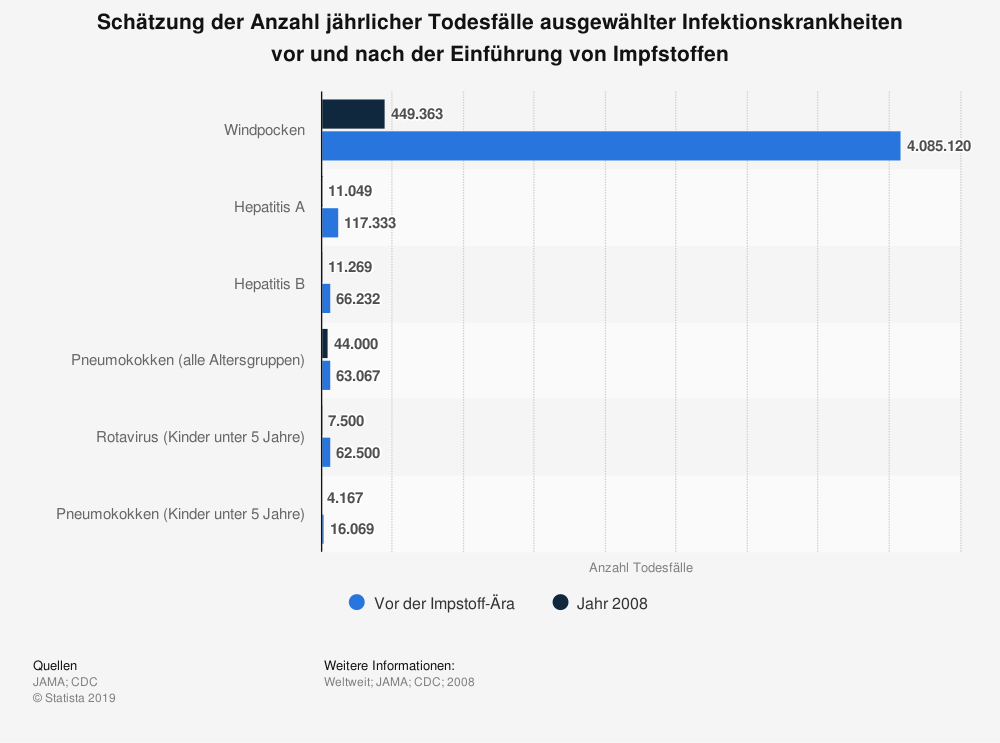 Schätzung der Anzahl jährlicher Todesfälle ausgewählter Infektionskrankheiten
vor und nach der Einführung von Impfstoffen
Windpocken
449.363
4.085.120
Hepatitis A
11.049
117.333
Hepatitis B
11.269
66.232
Pneumokokken (alle Altersgruppen)
44.000
63.067
Rotavirus (Kinder unter 5 Jahre)
7.500
62.500
Pneumokokken (Kinder unter 5 Jahre)
4.167
16.069
Anzahl Todesfälle
Vor der Impstoff-Ära
Jahr 2008
Quellen
JAMA; CDC
© Statista 2019
Weitere Informationen:
Weltweit; JAMA; CDC; 2008